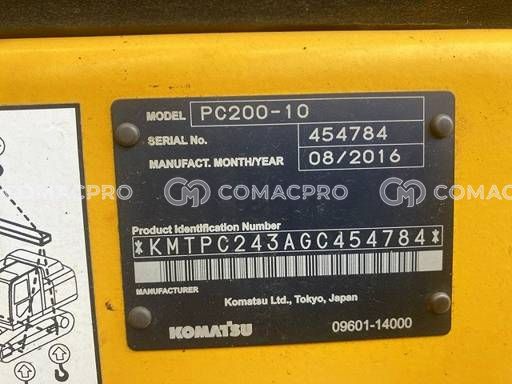 MODEL PC200-10
SERIAL No. 454784
MANUFACT. MONTH/YEAR 08/2016
COMACPRO COMACPRO COMACPRO
Product Identification Number
*KMTPC243AGC454784*
MANUFACTURER
Komatsu Ltd., Tokyo, Japan
KOMATSU 09601-14000